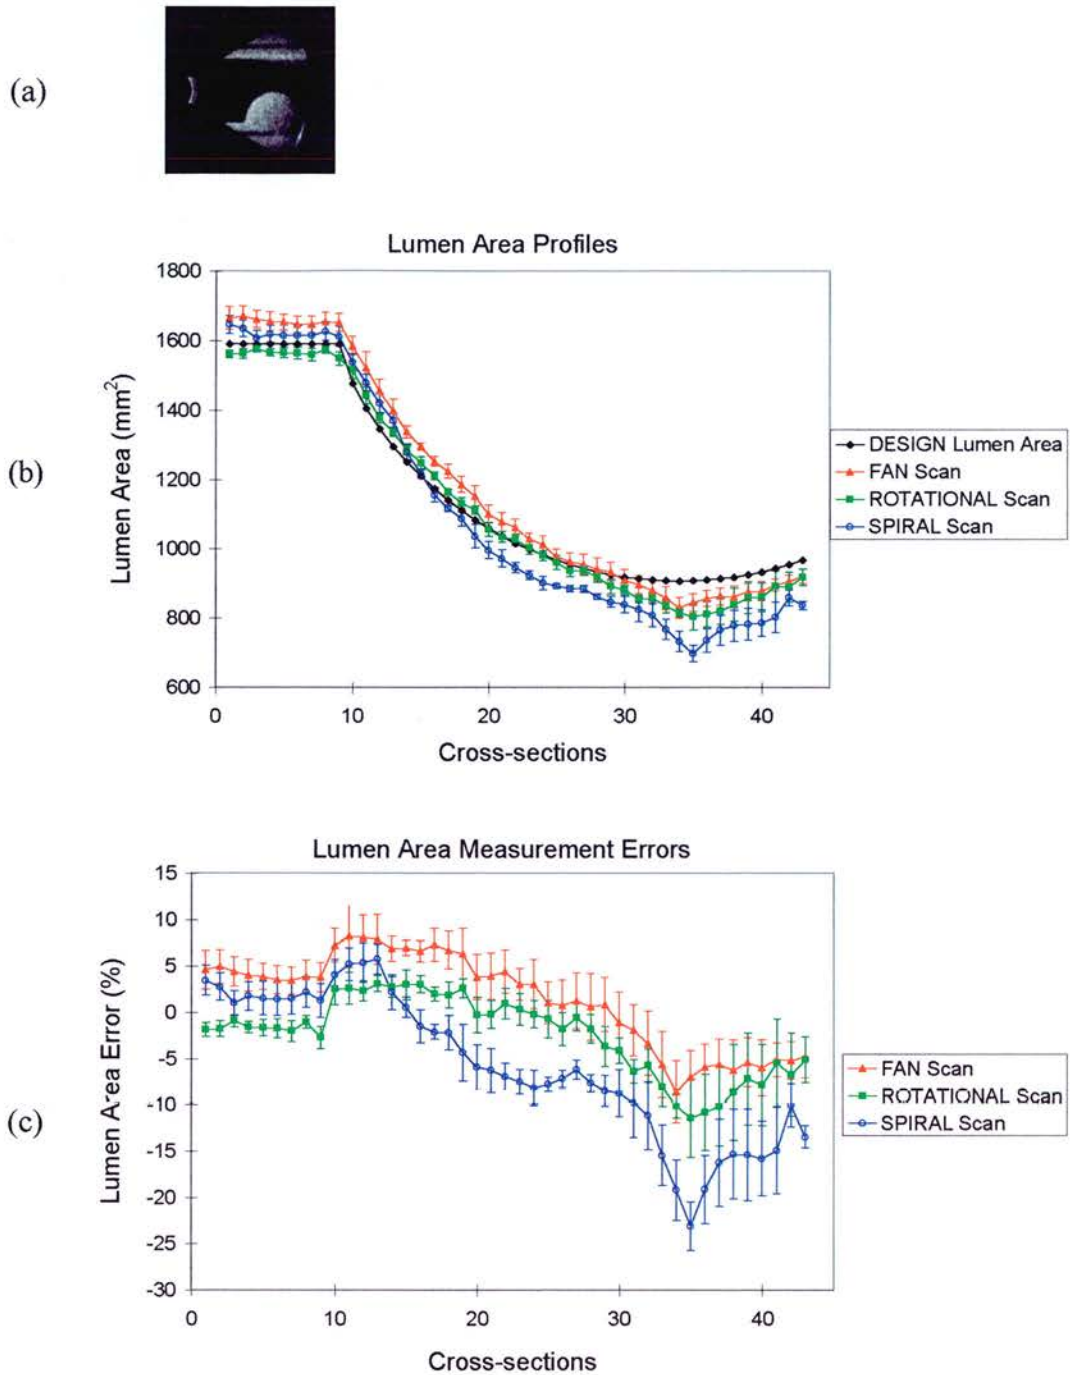 (a)
Lumen Area Profiles
1800
1600
1400
1200
1000
800
600
0 10 20 30 40
Lumen Area (mm²)
Cross-sections
(b)
DESIGN Lumen Area
FAN Scan
ROTATIONAL Scan
SPIRAL Scan
Lumen Area Measurement Errors
15
10
5
0
-5
-10
-15
-20
-25
-30
0 10 20 30 40
Lumen Area Error (%)
Cross-sections
(c)
FAN Scan
ROTATIONAL Scan
SPIRAL Scan